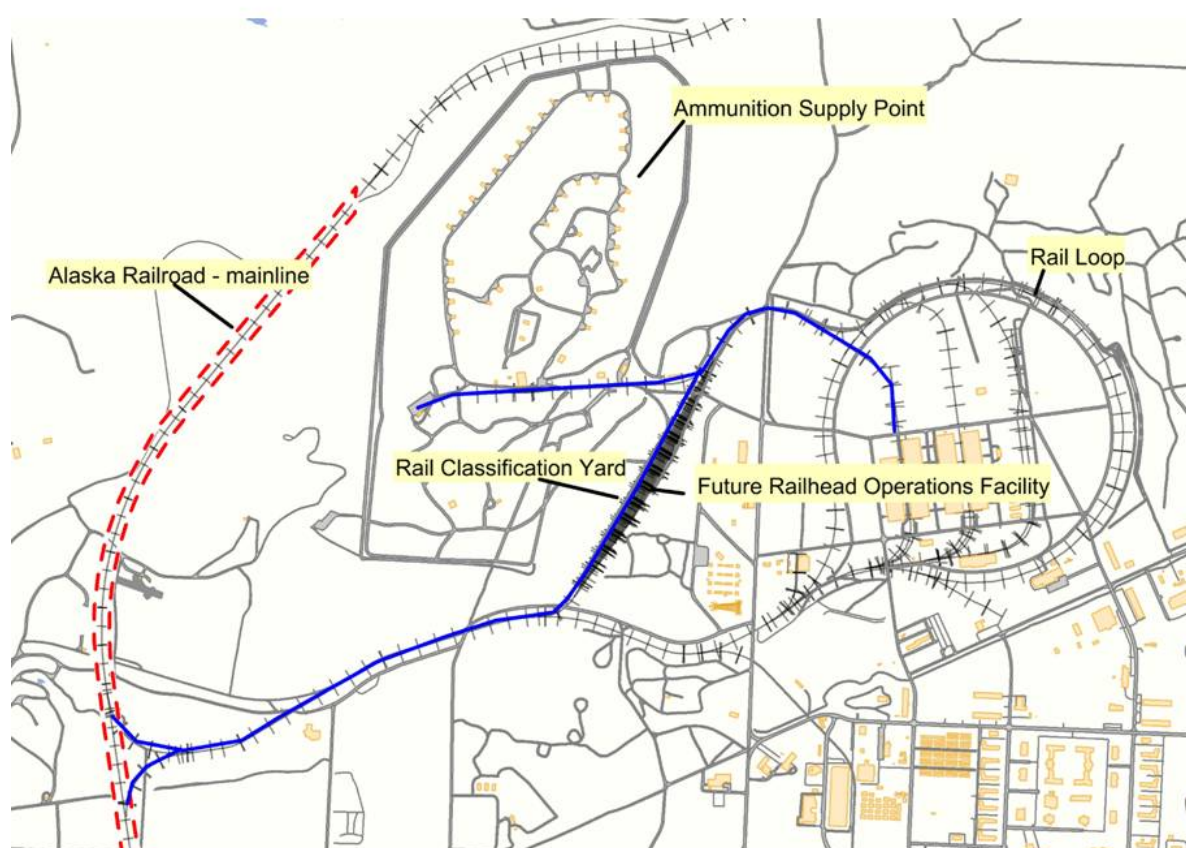 Ammunition Supply Point
Rail Loop
Alaska Railroad - mainline
Rail Classification Yard
Future Railhead Operations Facility